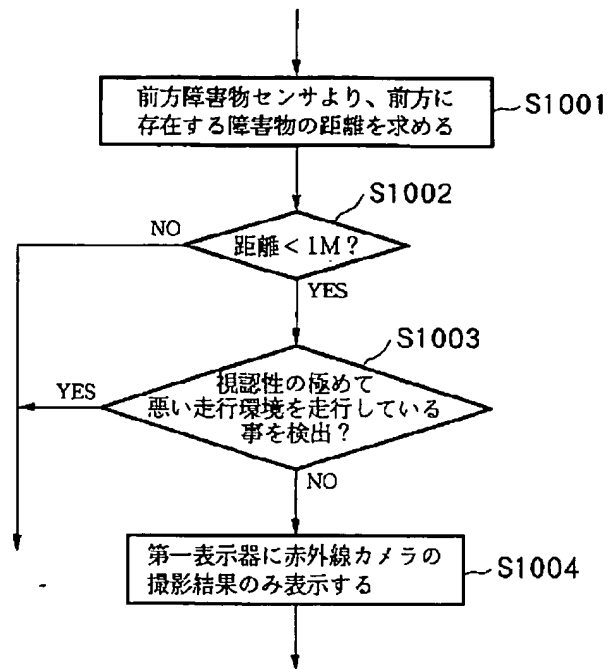 前方障害物センサより、前方に
存在する障害物の距離を求める
S1001
S1002
NO
距離<1M?
YES
S1003
YES
視認性の極めて
悪い走行環境を走行している
事を検出?
NO
第一表示器に赤外線カメラの
撮影結果のみ表示する
S1004